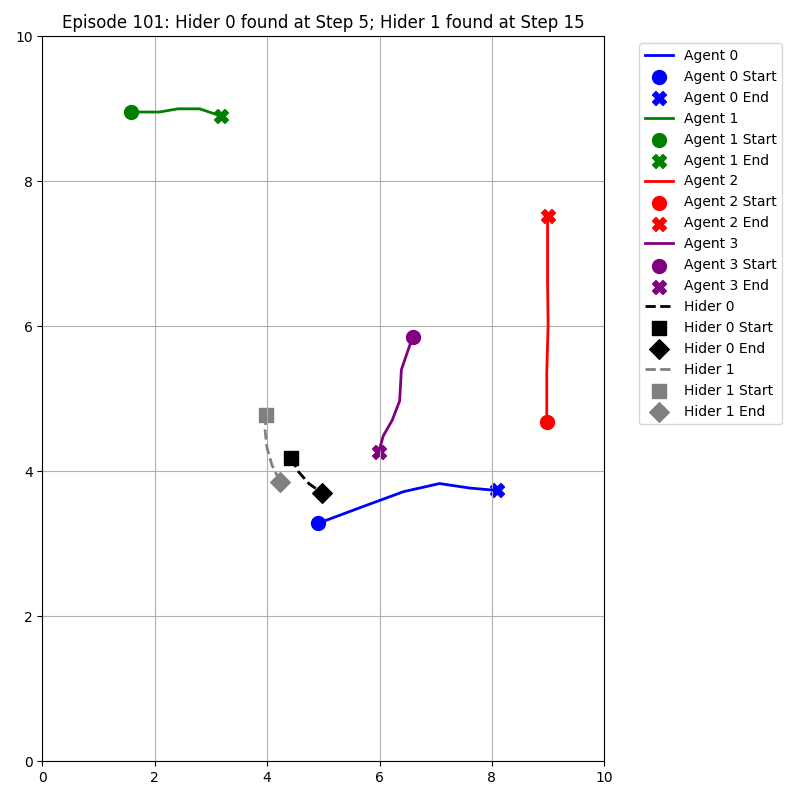 Episode 101: Hider 0 found at Step 5; Hider 1 found at Step 15
10
8
6
4
2
0
0 2 4 6 8 10
Agent 0
Agent 0 Start
Agent 0 End
Agent 1
Agent 1 Start
Agent 1 End
Agent 2
Agent 2 Start
Agent 2 End
Agent 3
Agent 3 Start
Agent 3 End
Hider 0
Hider 0 Start
Hider 0 End
Hider 1
Hider 1 Start
Hider 1 End